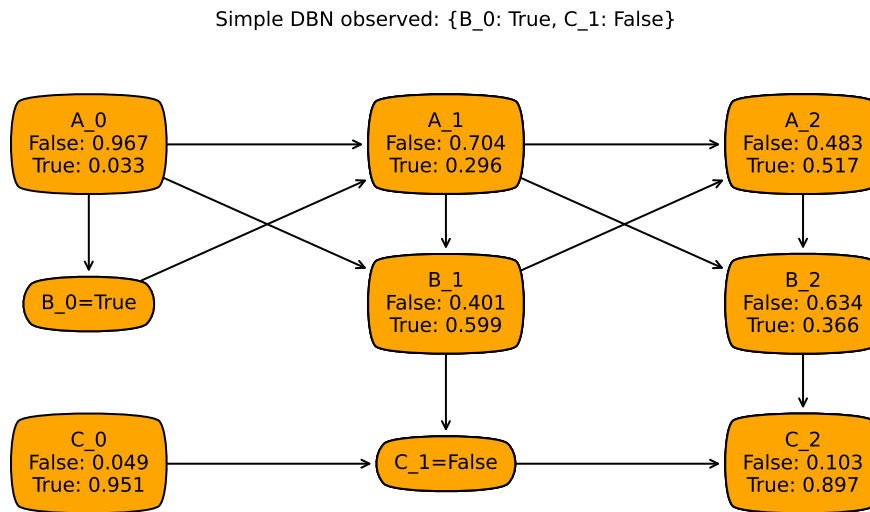 Simple DBN observed: {B_0: True, C_1: False}
A_0
False: 0.967
True: 0.033
A_1
False: 0.704
True: 0.296
A_2
False: 0.483
True: 0.517
B_0=True
B_1
False: 0.401
True: 0.599
B_2
False: 0.634
True: 0.366
C_0
False: 0.049
True: 0.951
C_1=False
C_2
False: 0.103
True: 0.897